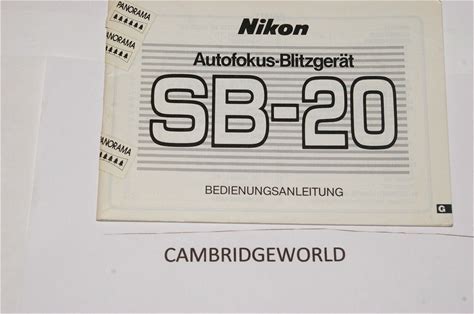 PANORAMA
PANORAMA
PANORAMA
Nikon
Autofokus-Blitzgerät
SB-20
BEDIENUNGSANLEITUNG
G
CAMBRIDGEWORLD